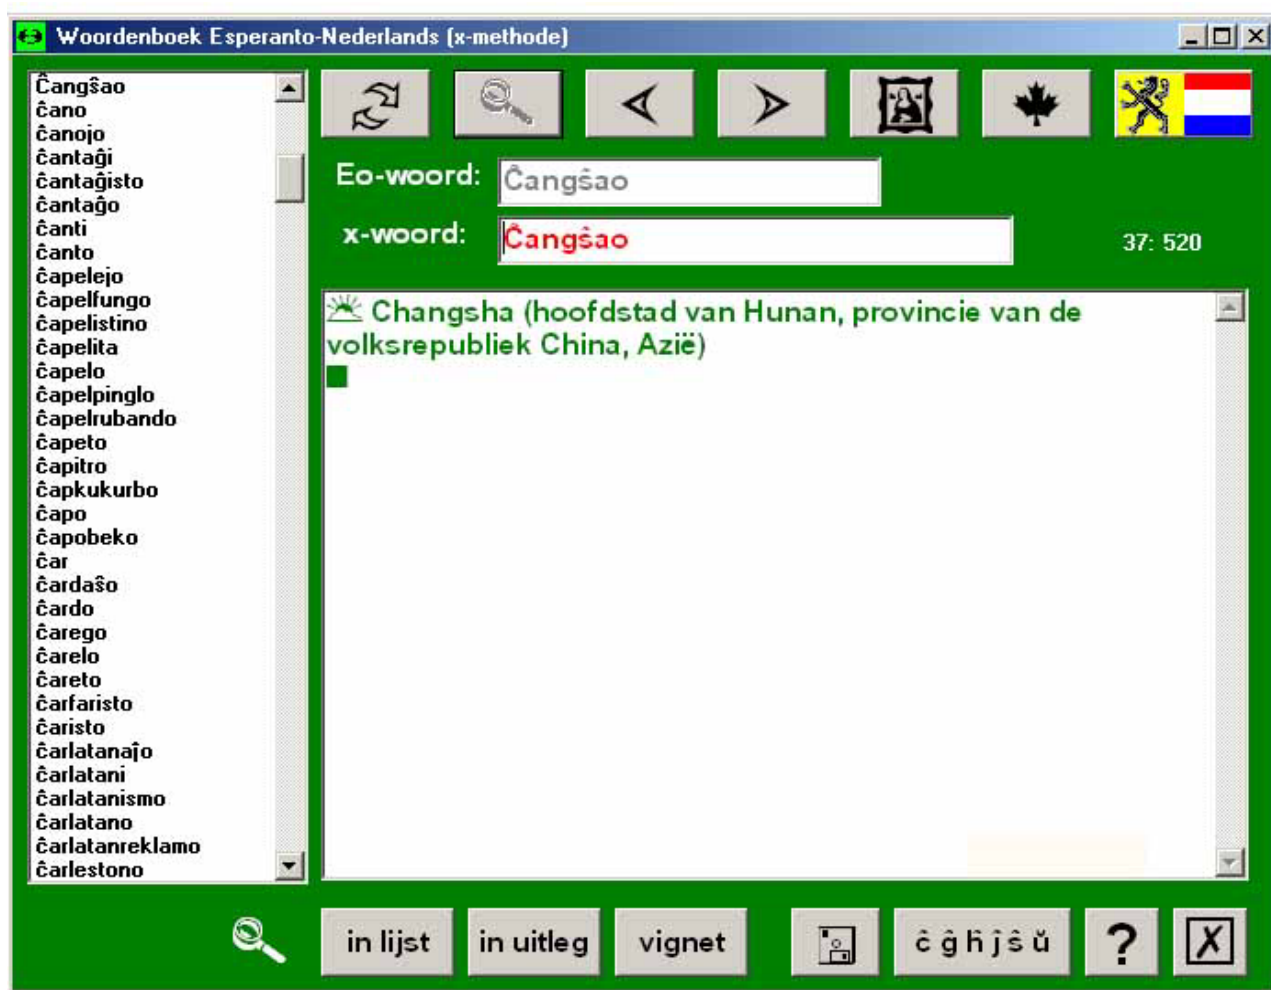 Woordenboek Esperanto-Nederlands (x-methode)
Ĉangŝao
ĉano
ĉanojo
ĉantaĝi
ĉantaĝisto
ĉantaĝo
ĉanti
ĉanto
ĉapelejo
ĉapelfungo
ĉapelistino
ĉapelita
ĉapelo
ĉapelpinglo
ĉapelrubando
ĉapeto
ĉapitro
ĉapkukurbo
ĉapo
ĉapobeko
ĉar
ĉardaŝo
ĉardo
ĉarego
ĉarelo
ĉareto
ĉarfaristo
ĉaristo
ĉarlatanaĵo
ĉarlatani
ĉarlatanismo
ĉarlatano
ĉarlatanreklamo
ĉarlestono
Eo-woord: Ĉangŝao
x-woord: Ĉangŝao
37: 520
Changsha (hoofdstad van Hunan, provincie van de
volksrepubliek China, Azië)
in lijst in uitleg vignet ĉ ĝ ĥ ĵ ŝ ŭ ? X